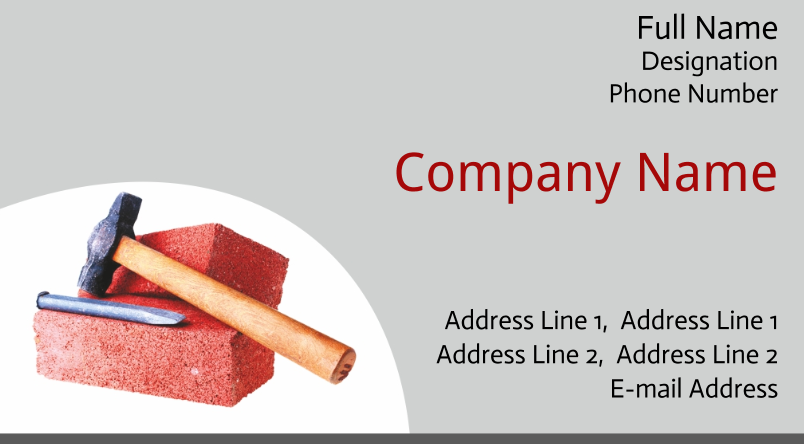 Full Name
Designation
Phone Number
Company Name
Address Line 1,  Address Line 1
Address Line 2,  Address Line 2
E-mail Address